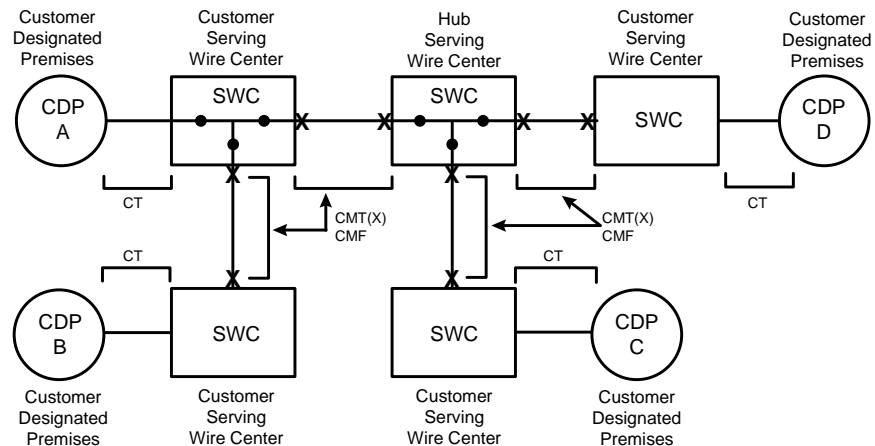 Customer
Designated
Premises
Customer
Serving
Wire Center
Hub
Serving
Wire Center
Customer
Serving
Wire Center
Customer
Designated
Premises
CDP
A
SWC
SWC
SWC
CDP
D
X
X
X
X
X
X
CT
CT
CMT(X)
CMF
CMT(X)
CMF
CT
CT
X
X
CDP
B
SWC
SWC
CDP
C
Customer
Designated
Premises
Customer
Serving
Wire Center
Customer
Serving
Wire Center
Customer
Designated
Premises